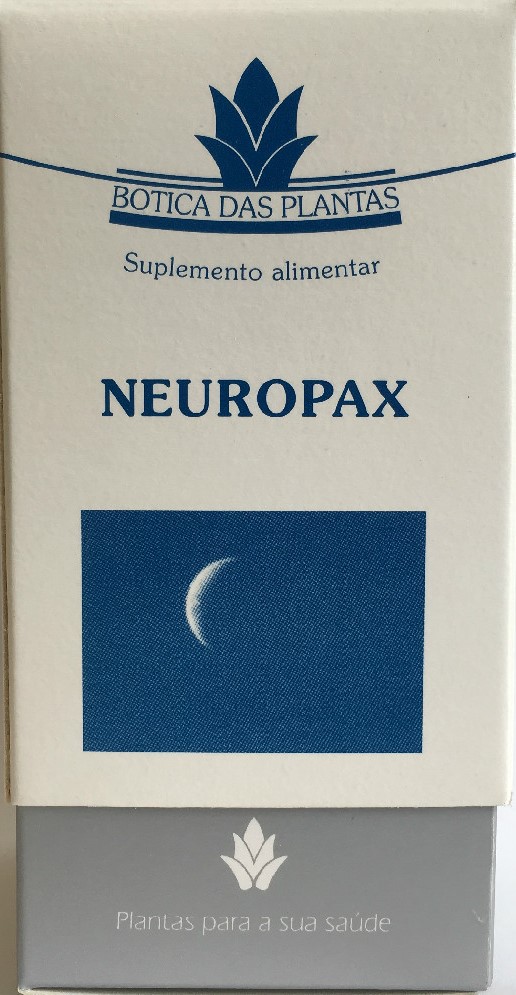 BOTICA DAS PLANTAS
Suplemento alimentar
NEUROPAX
Plantas para a sua saúde